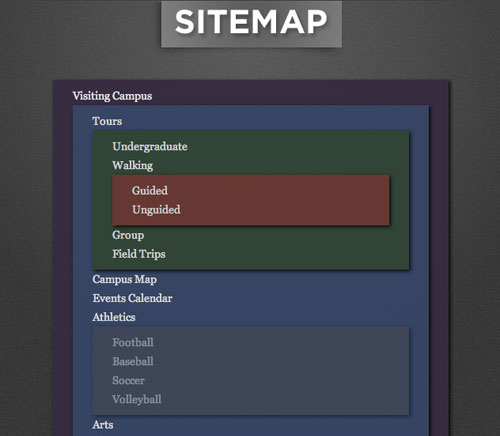 SITEMAP
Visiting Campus
Tours
Undergraduate
Walking
Guided
Unguided
Group
Field Trips
Campus Map
Events Calendar
Athletics
Football
Baseball
Soccer
Volleyball
Arts